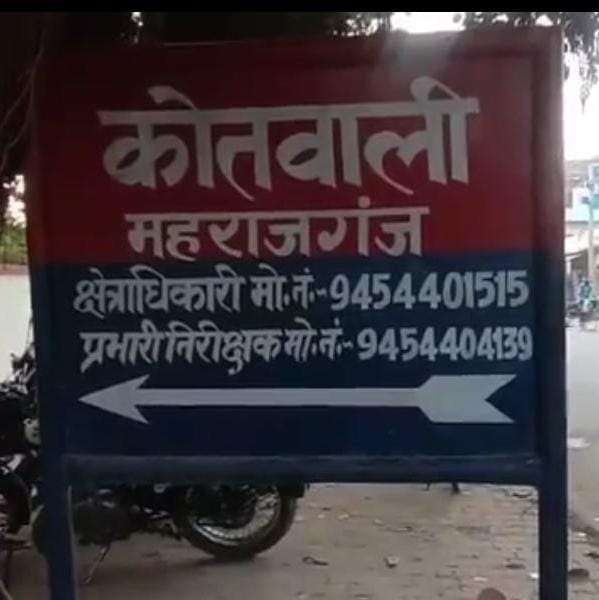 कोतवाली
महराजगंज
क्षेत्राधिकारी मो.नं.-9454401515
प्रभारी निरीक्षक मो.नं.-9454404139